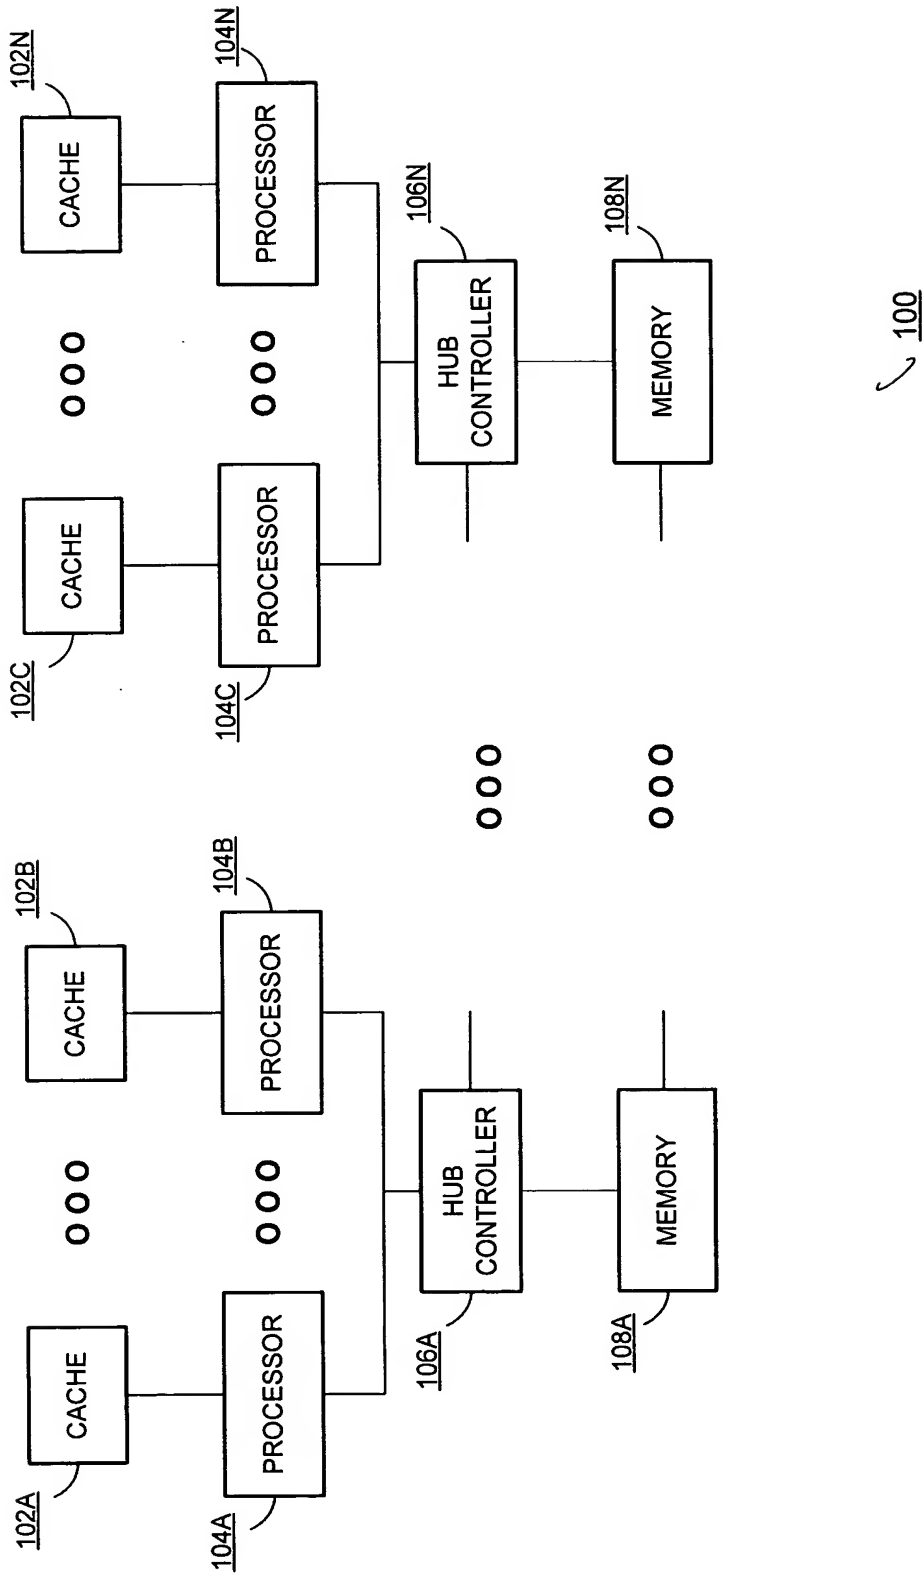 102A
CACHE
102B
CACHE
102C
CACHE
102N
CACHE
104A
PROCESSOR
104B
PROCESSOR
104C
PROCESSOR
104N
PROCESSOR
106A
HUB
CONTROLLER
106N
HUB
CONTROLLER
108A
MEMORY
108N
MEMORY
100